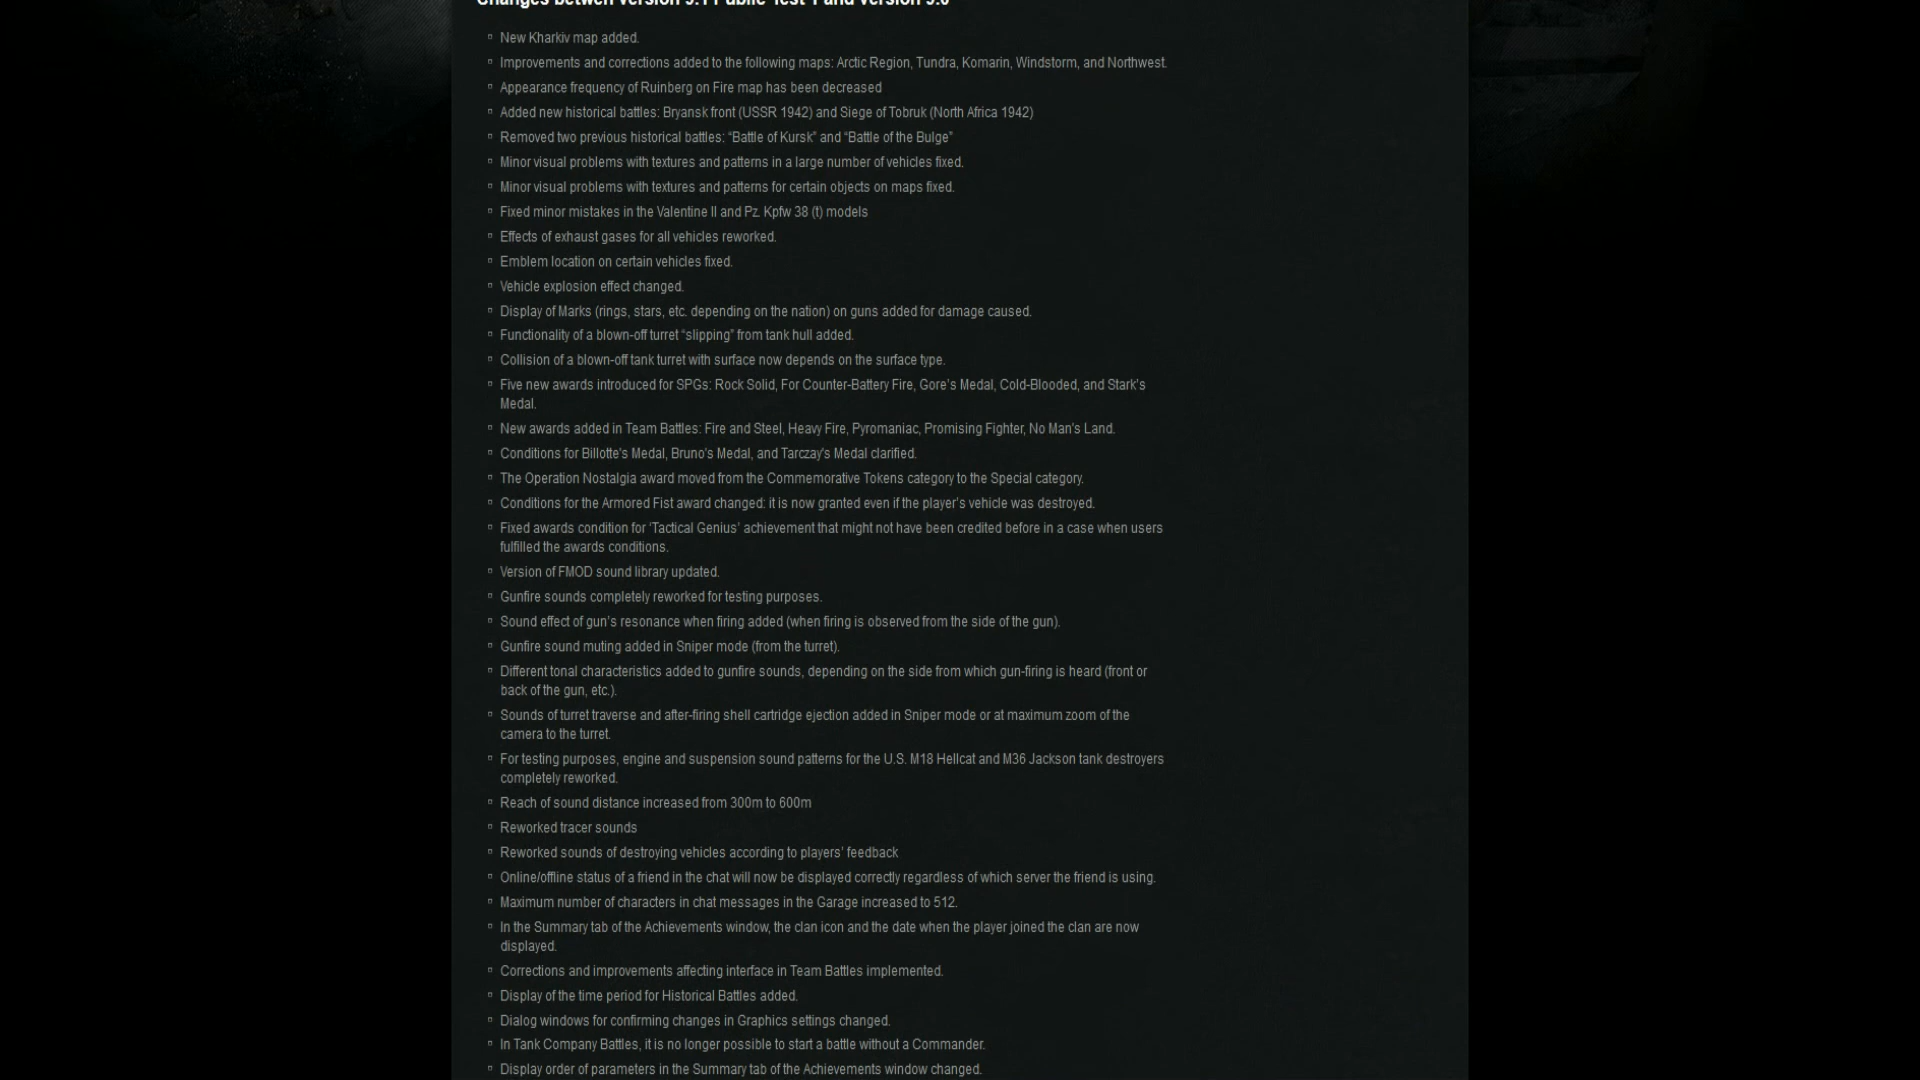 Changes betwen version 9.1 Public Test 1 and version 9.0
New Kharkiv map added.
Improvements and corrections added to the following maps: Arctic Region, Tundra, Komarin, Windstorm, and Northwest.
Appearance frequency of Ruinberg on Fire map has been decreased
Added new historical battles: Bryansk front (USSR 1942) and Siege of Tobruk (North Africa 1942)
Removed two previous historical battles: “Battle of Kursk” and “Battle of the Bulge”
Minor visual problems with textures and patterns in a large number of vehicles fixed.
Minor visual problems with textures and patterns for certain objects on maps fixed.
Fixed minor mistakes in the Valentine II and Pz. Kpfw 38 (t) models
Effects of exhaust gases for all vehicles reworked.
Emblem location on certain vehicles fixed.
Vehicle explosion effect changed.
Display of Marks (rings, stars, etc. depending on the nation) on guns added for damage caused.
Functionality of a blown-off turret “slipping” from tank hull added.
Collision of a blown-off tank turret with surface now depends on the surface type.
Five new awards introduced for SPGs: Rock Solid, For Counter-Battery Fire, Gore’s Medal, Cold-Blooded, and Stark's
Medal.
New awards added in Team Battles: Fire and Steel, Heavy Fire, Pyromaniac, Promising Fighter, No Man's Land.
Conditions for Billotte's Medal, Bruno's Medal, and Tarczay's Medal clarified.
The Operation Nostalgia award moved from the Commemorative Tokens category to the Special category.
Conditions for the Armored Fist award changed: it is now granted even if the player’s vehicle was destroyed.
Fixed awards condition for ‘Tactical Genius’ achievement that might not have been credited before in a case when users
fulfilled the awards conditions.
Version of FMOD sound library updated.
Gunfire sounds completely reworked for testing purposes.
Sound effect of gun’s resonance when firing added (when firing is observed from the side of the gun).
Gunfire sound muting added in Sniper mode (from the turret).
Different tonal characteristics added to gunfire sounds, depending on the side from which gun-firing is heard (front or
back of the gun, etc.).
Sounds of turret traverse and after-firing shell cartridge ejection added in Sniper mode or at maximum zoom of the
camera to the turret.
For testing purposes, engine and suspension sound patterns for the U.S. M18 Hellcat and M36 Jackson tank destroyers
completely reworked.
Reach of sound distance increased from 300m to 600m
Reworked tracer sounds
Reworked sounds of destroying vehicles according to players’ feedback
Online/offline status of a friend in the chat will now be displayed correctly regardless of which server the friend is using.
Maximum number of characters in chat messages in the Garage increased to 512.
In the Summary tab of the Achievements window, the clan icon and the date when the player joined the clan are now
displayed.
Corrections and improvements affecting interface in Team Battles implemented.
Display of the time period for Historical Battles added.
Dialog windows for confirming changes in Graphics settings changed.
In Tank Company Battles, it is no longer possible to start a battle without a Commander.
Display order of parameters in the Summary tab of the Achievements window changed.